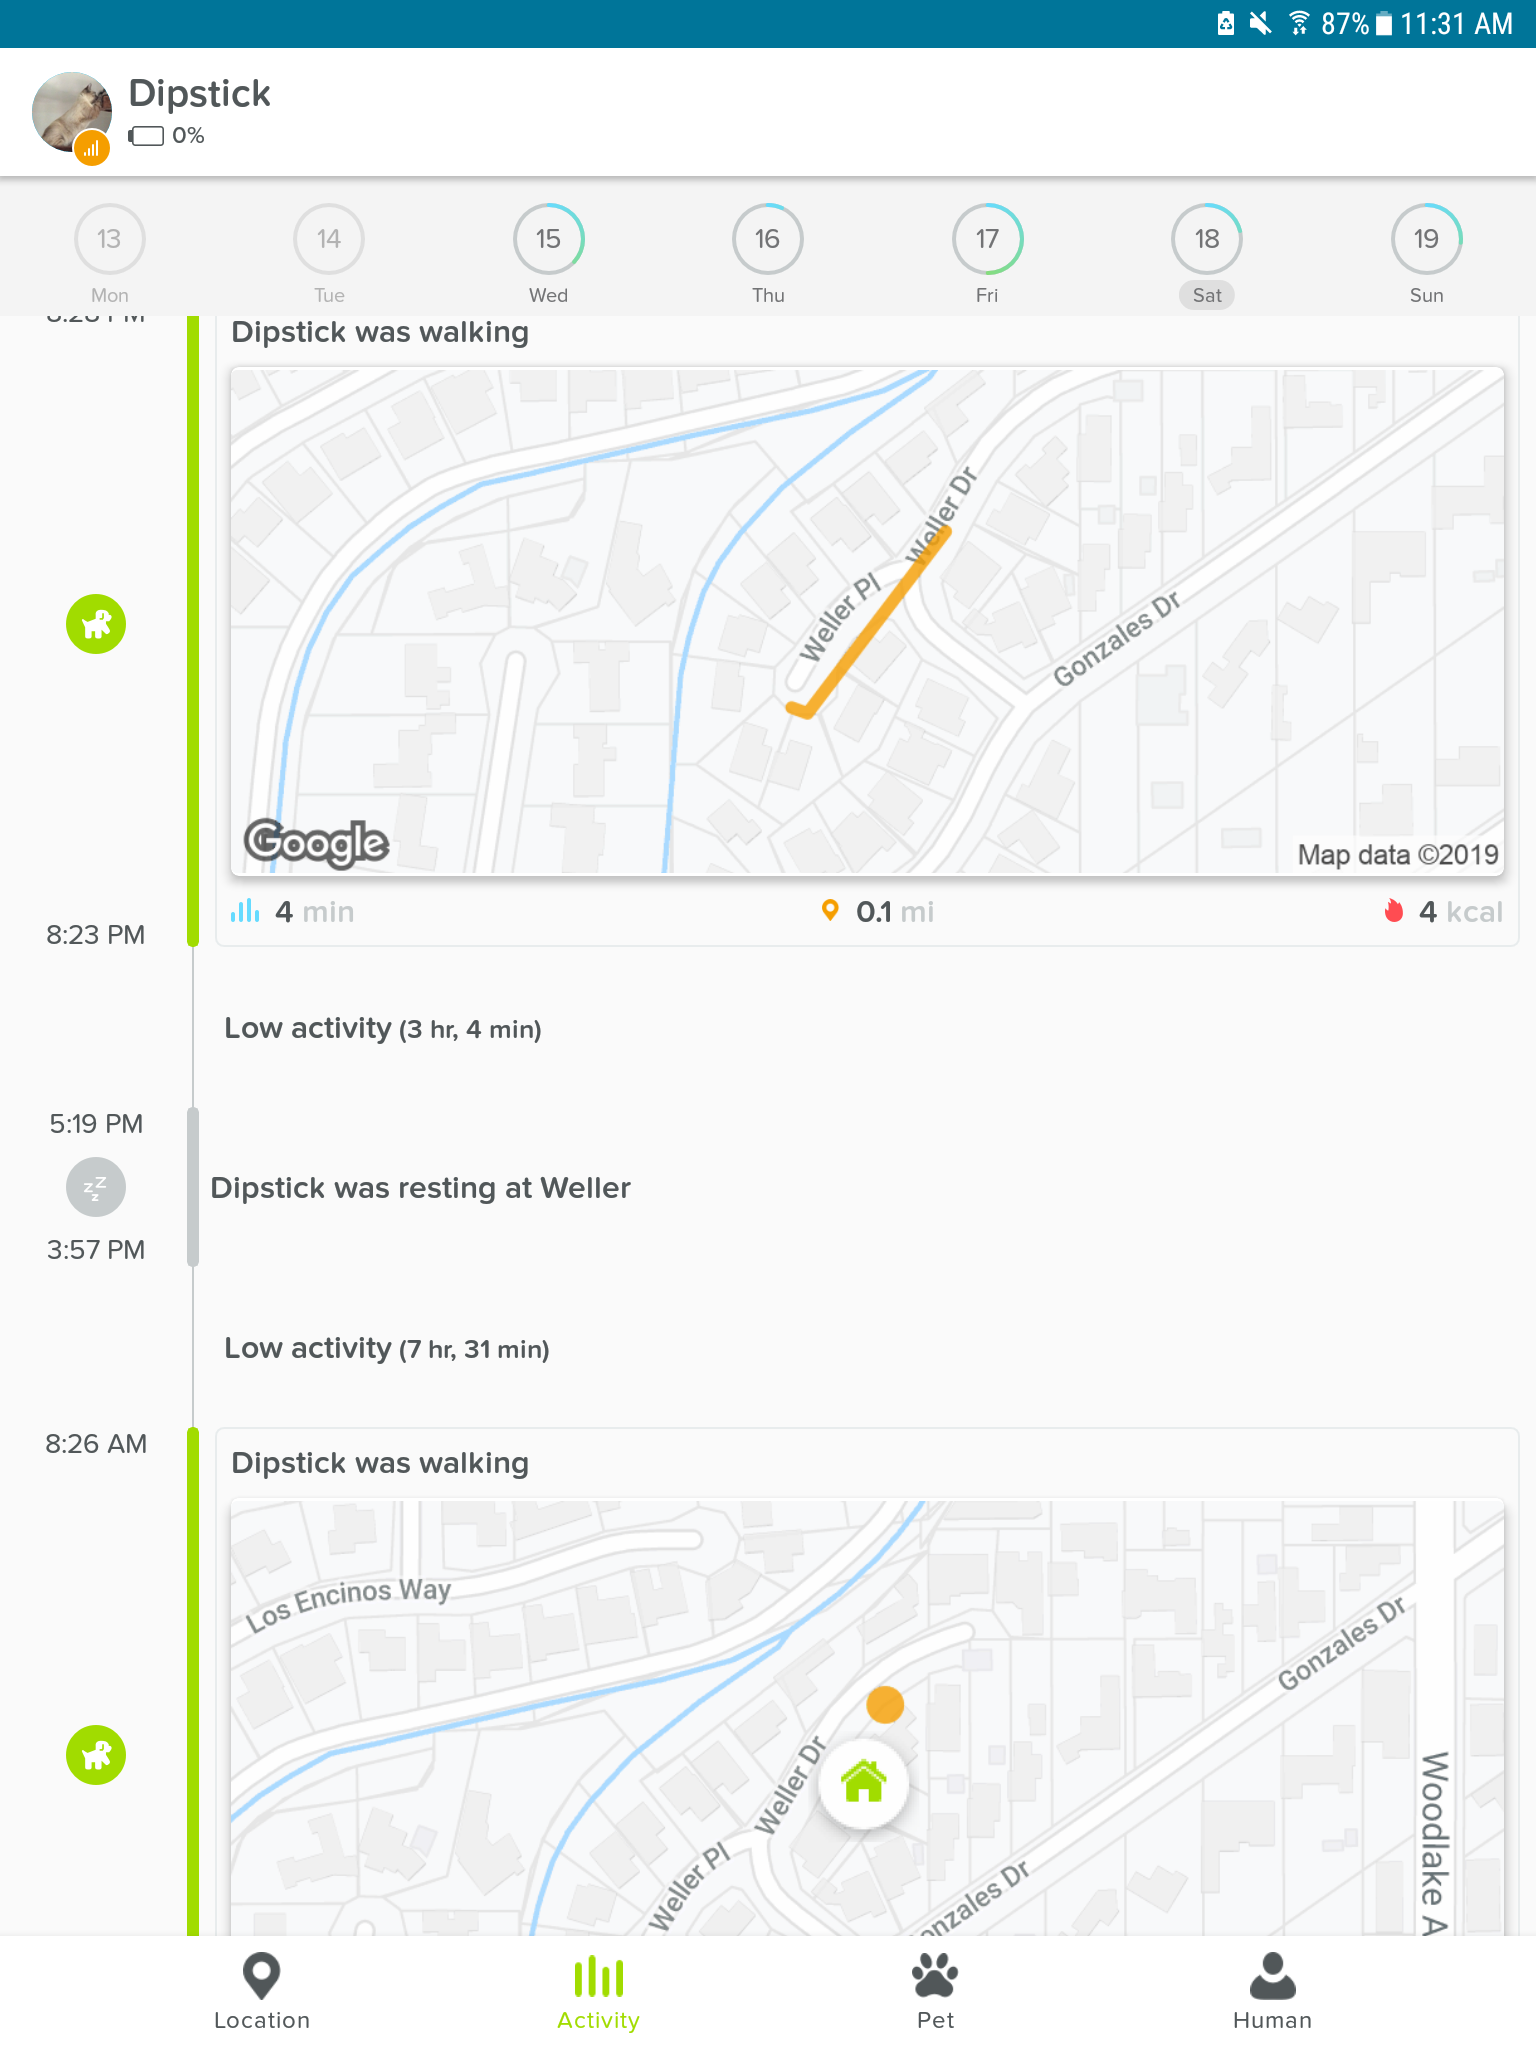 87% 11:31 AM
Dipstick
0%
13 14 15 16 17 18 19
Mon Tue Wed Thu Fri Sat Sun
Dipstick was walking
Weller Dr
Weller Pl
Gonzales Dr
Google
Map data ©2019
4 min 0.1 mi 4 kcal
8:23 PM
Low activity (3 hr, 4 min)
5:19 PM
zzz
Dipstick was resting at Weller
3:57 PM
Low activity (7 hr, 31 min)
8:26 AM
Dipstick was walking
Los Encinos Way
Gonzales Dr
Weller Dr
Woodlake A
Weller Pl
onzales Dr
Location Activity Pet Human